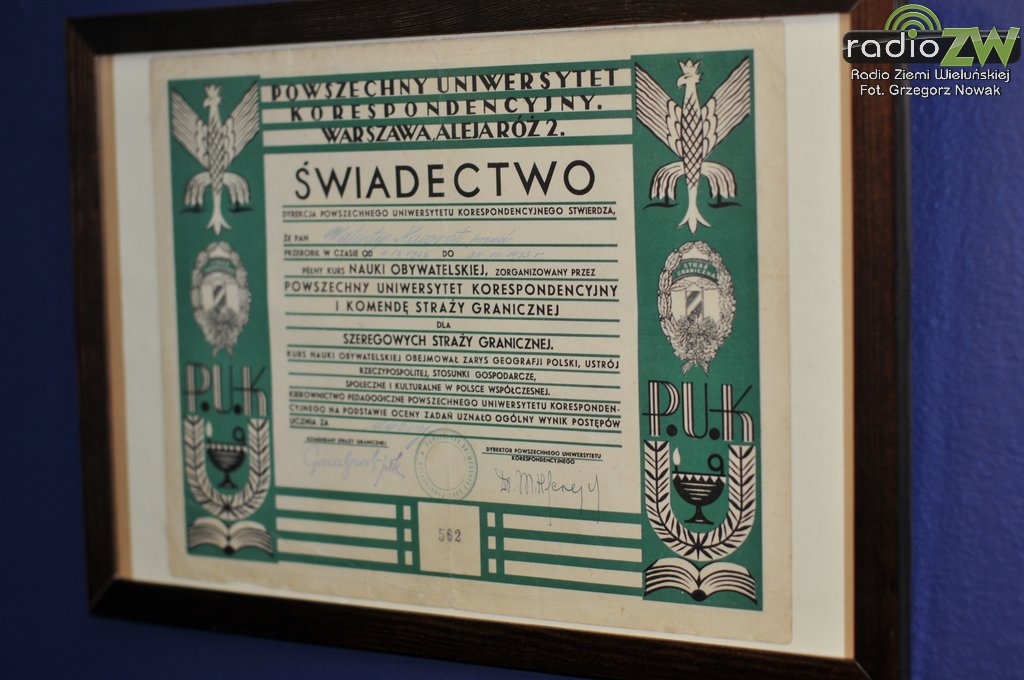 radioZW
Radio Ziemi Wieluńskiej
Fot. Grzegorz Nowak
POWSZECHNY UNIWERSYTET
KORESPONDENCYJNY.
WARSZAWA, ALEJA RÓŻ 2.
ŚWIADECTWO
DYREKCJA POWSZECHNEGO UNIWERSYTETU KORESPONDENCYJNEGO STWIERDZA,
ŻE PAN
PRZEROBIŁ W CZASIE OD DO
PEŁNY KURS NAUKI OBYWATELSKIEJ, ZORGANIZOWANY PRZEZ
POWSZECHNY UNIWERSYTET KORESPONDENCYJNY
I KOMENDĘ STRAŻY GRANICZNEJ
DLA
SZEREGOWYCH STRAŻY GRANICZNEJ.
KURS NAUKI OBYWATELSKIEJ OBEJMOWAŁ ZARYS GEOGRAFJI POLSKI, USTRÓJ
RZECZYPOSPOLITEJ, STOSUNKI GOSPODARCZE,
SPOŁECZNE I KULTURALNE W POLSCE WSPÓŁCZESNEJ.
KIEROWNICTWO PEDAGOGICZNE POWSZECHNEGO UNIWERSYTETU KORESPONDEN-
CYJNEGO NA PODSTAWIE OCENY ZADAŃ UZNAŁO OGÓLNY WYNIK POSTĘPÓW
UCZNIA ZA
KOMENDANT STRAŻY GRANICZNEJ
DYREKTOR POWSZECHNEGO UNIWERSYTETU
KORESPONDENCYJNEGO
562
P.U.K
STRAŻ
GRANICZNA
P.U.K